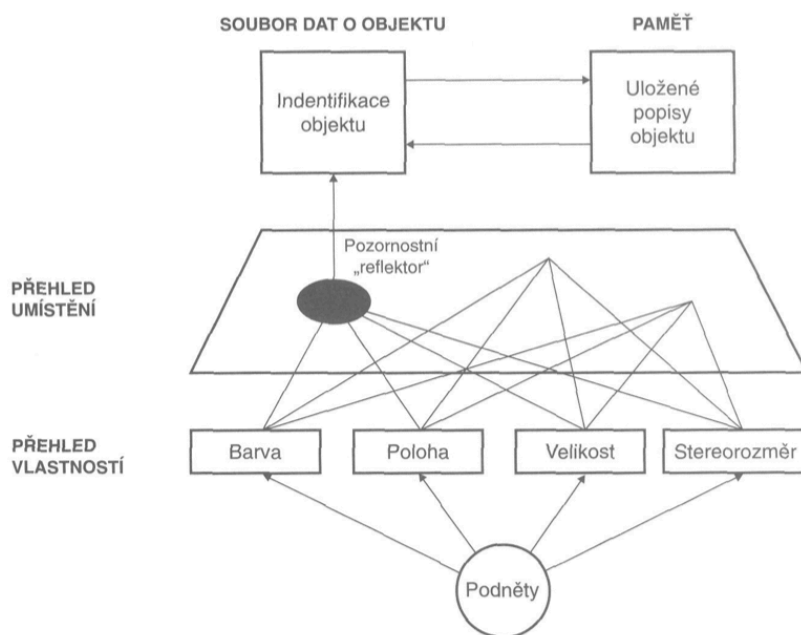 SOUBOR DAT O OBJEKTU
PAMĚŤ
Indentifikace
objektu
Uložené
popisy
objektu
Pozornostní
„reflektor“
PŘEHLED
UMÍSTĚNÍ
PŘEHLED
VLASTNOSTÍ
Barva
Poloha
Velikost
Stereorozměr
Podněty